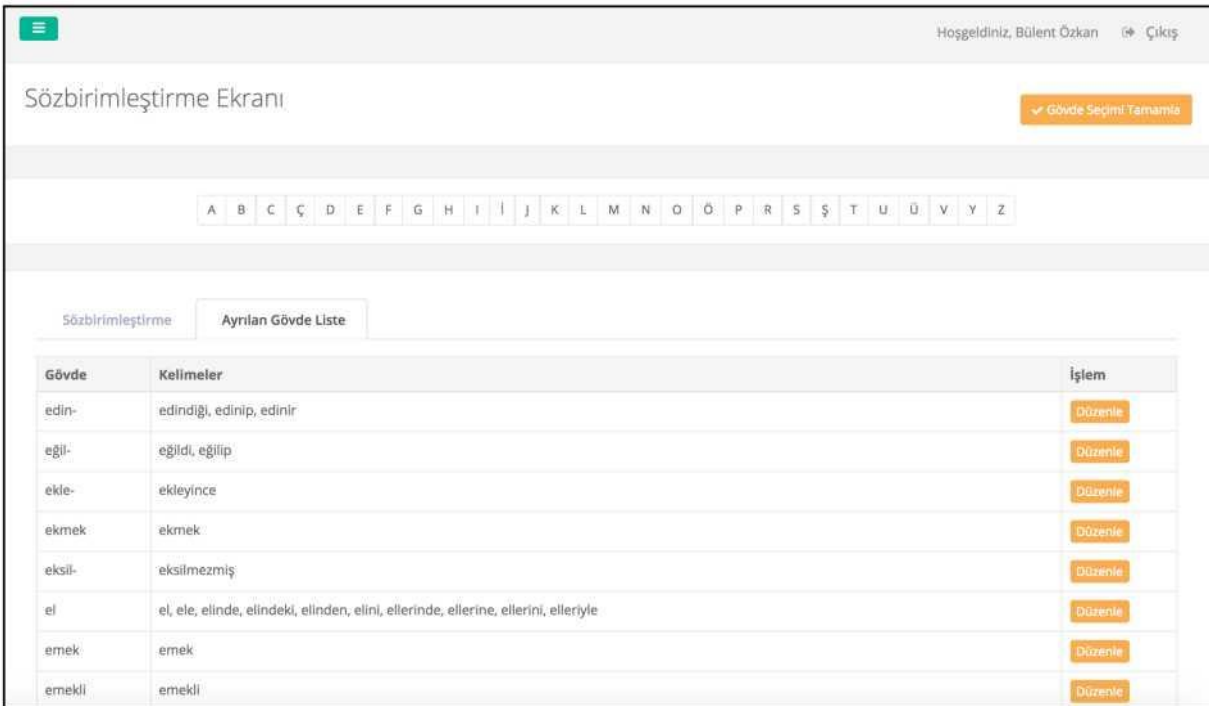 Hoşgeldiniz, Bülent Özkan Çıkış
Sözbirimleştirme Ekranı
Gövde Seçimi Tamamla
A B C Ç D E F G H I İ J K L M N O Ö P R S Ş T U Ü V Y Z
Sözbirimleştirme Ayrılan Gövde Liste
Gövde Kelimeler İşlem
edin- edindiği, edinip, edinir Düzenle
eğil- eğildi, eğilip Düzenle
ekle- ekleyince Düzenle
ekmek ekmek Düzenle
eksil- eksilmezmiş Düzenle
el el, ele, elinde, elindeki, elinden, elini, ellerinde, ellerine, ellerini, elleriyle Düzenle
emek emek Düzenle
emekli emekli Düzenle